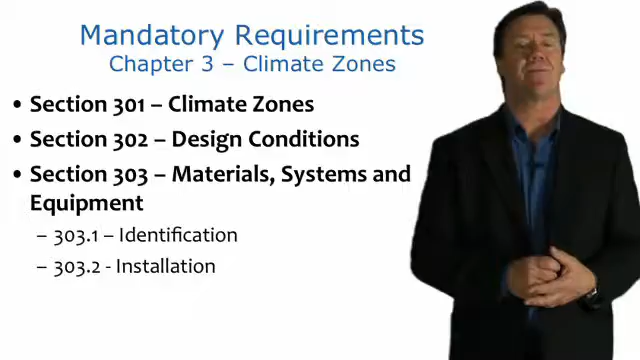 Mandatory Requirements
Chapter 3 – Climate Zones
• Section 301 – Climate Zones
• Section 302 – Design Conditions
• Section 303 – Materials, Systems and
Equipment
– 303.1 – Identification
– 303.2 - Installation